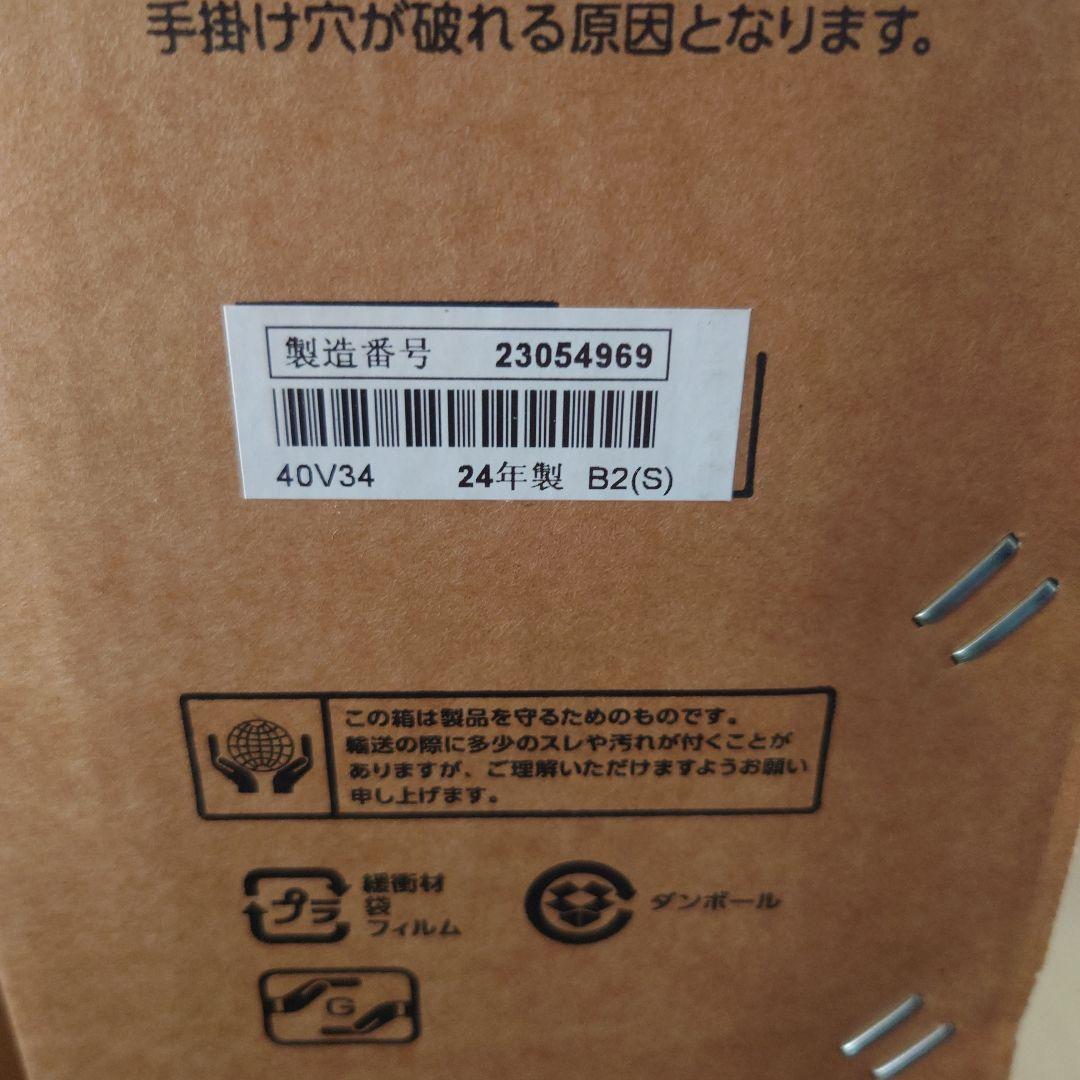 手掛け穴が破れる原因となります。
製造番号 23054969
40V34 24年製 B2(S)
この箱は製品を守るためのものです。
輸送の際に多少のスレや汚れが付くことが
ありますが、ご理解いただけますようお願い
申し上げます。
プラ
緩衝材
袋
フィルム
ダンボール
G